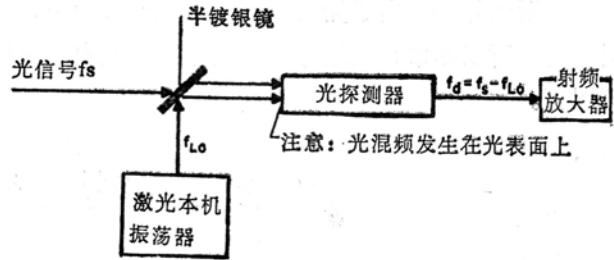 半镀银镜
光信号fs
光探测器
fd=fs-fLO
射频
放大器
注意：光混频发生在光表面上
fLO
激光本机
振荡器